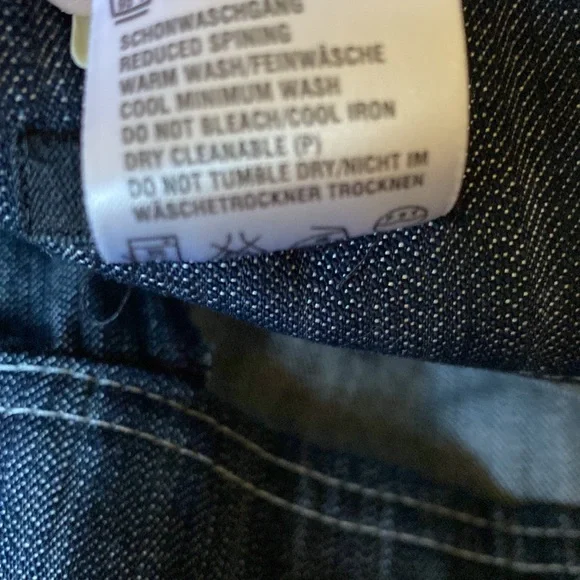 SCHONWASCHGANG
REDUCED SPINING
WARM WASH/FEINWÄSCHE
COOL MINIMUM WASH
DO NOT BLEACH/COOL IRON
DRY CLEANABLE (P)
DO NOT TUMBLE DRY/NICHT IM
WÄSCHETROCKNER TROCKNEN